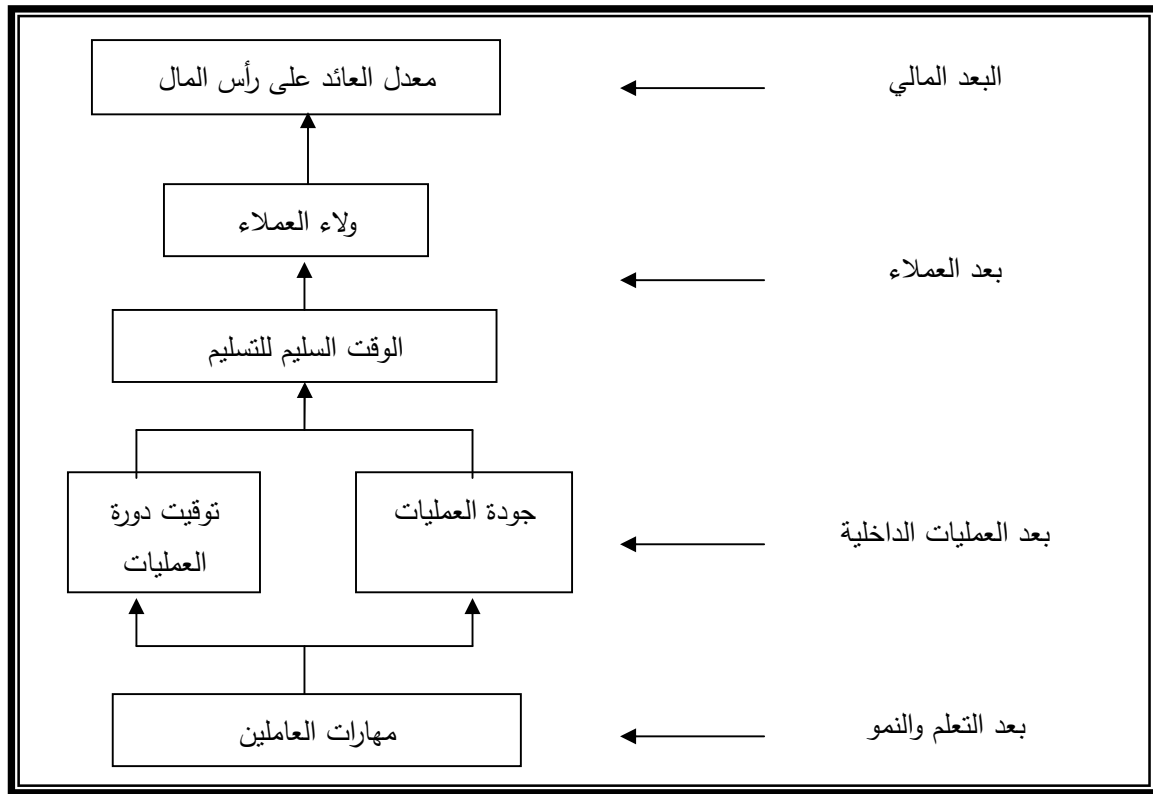 البعد المالي
معدل العائد على رأس المال
ولاء العملاء
بعد العملاء
الوقت السليم للتسليم
بعد العمليات الداخلية
جودة العمليات
توقيت دورة
العمليات
بعد التعلم والنمو
مهارات العاملين